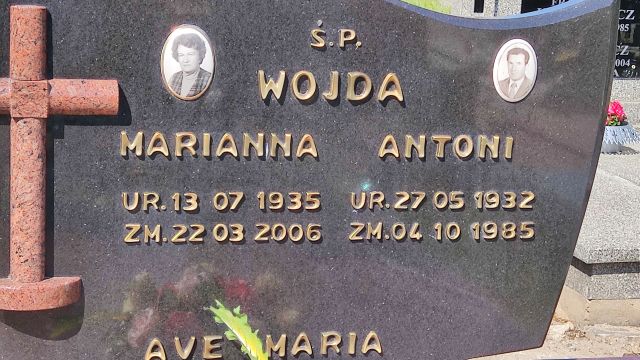 Ś.P.
WOJDA
MARIANNA ANTONI
UR.13 07 1935 UR.27 05 1932
ZM.22 03 2006 ZM.04 10 1985
AVE MARIA